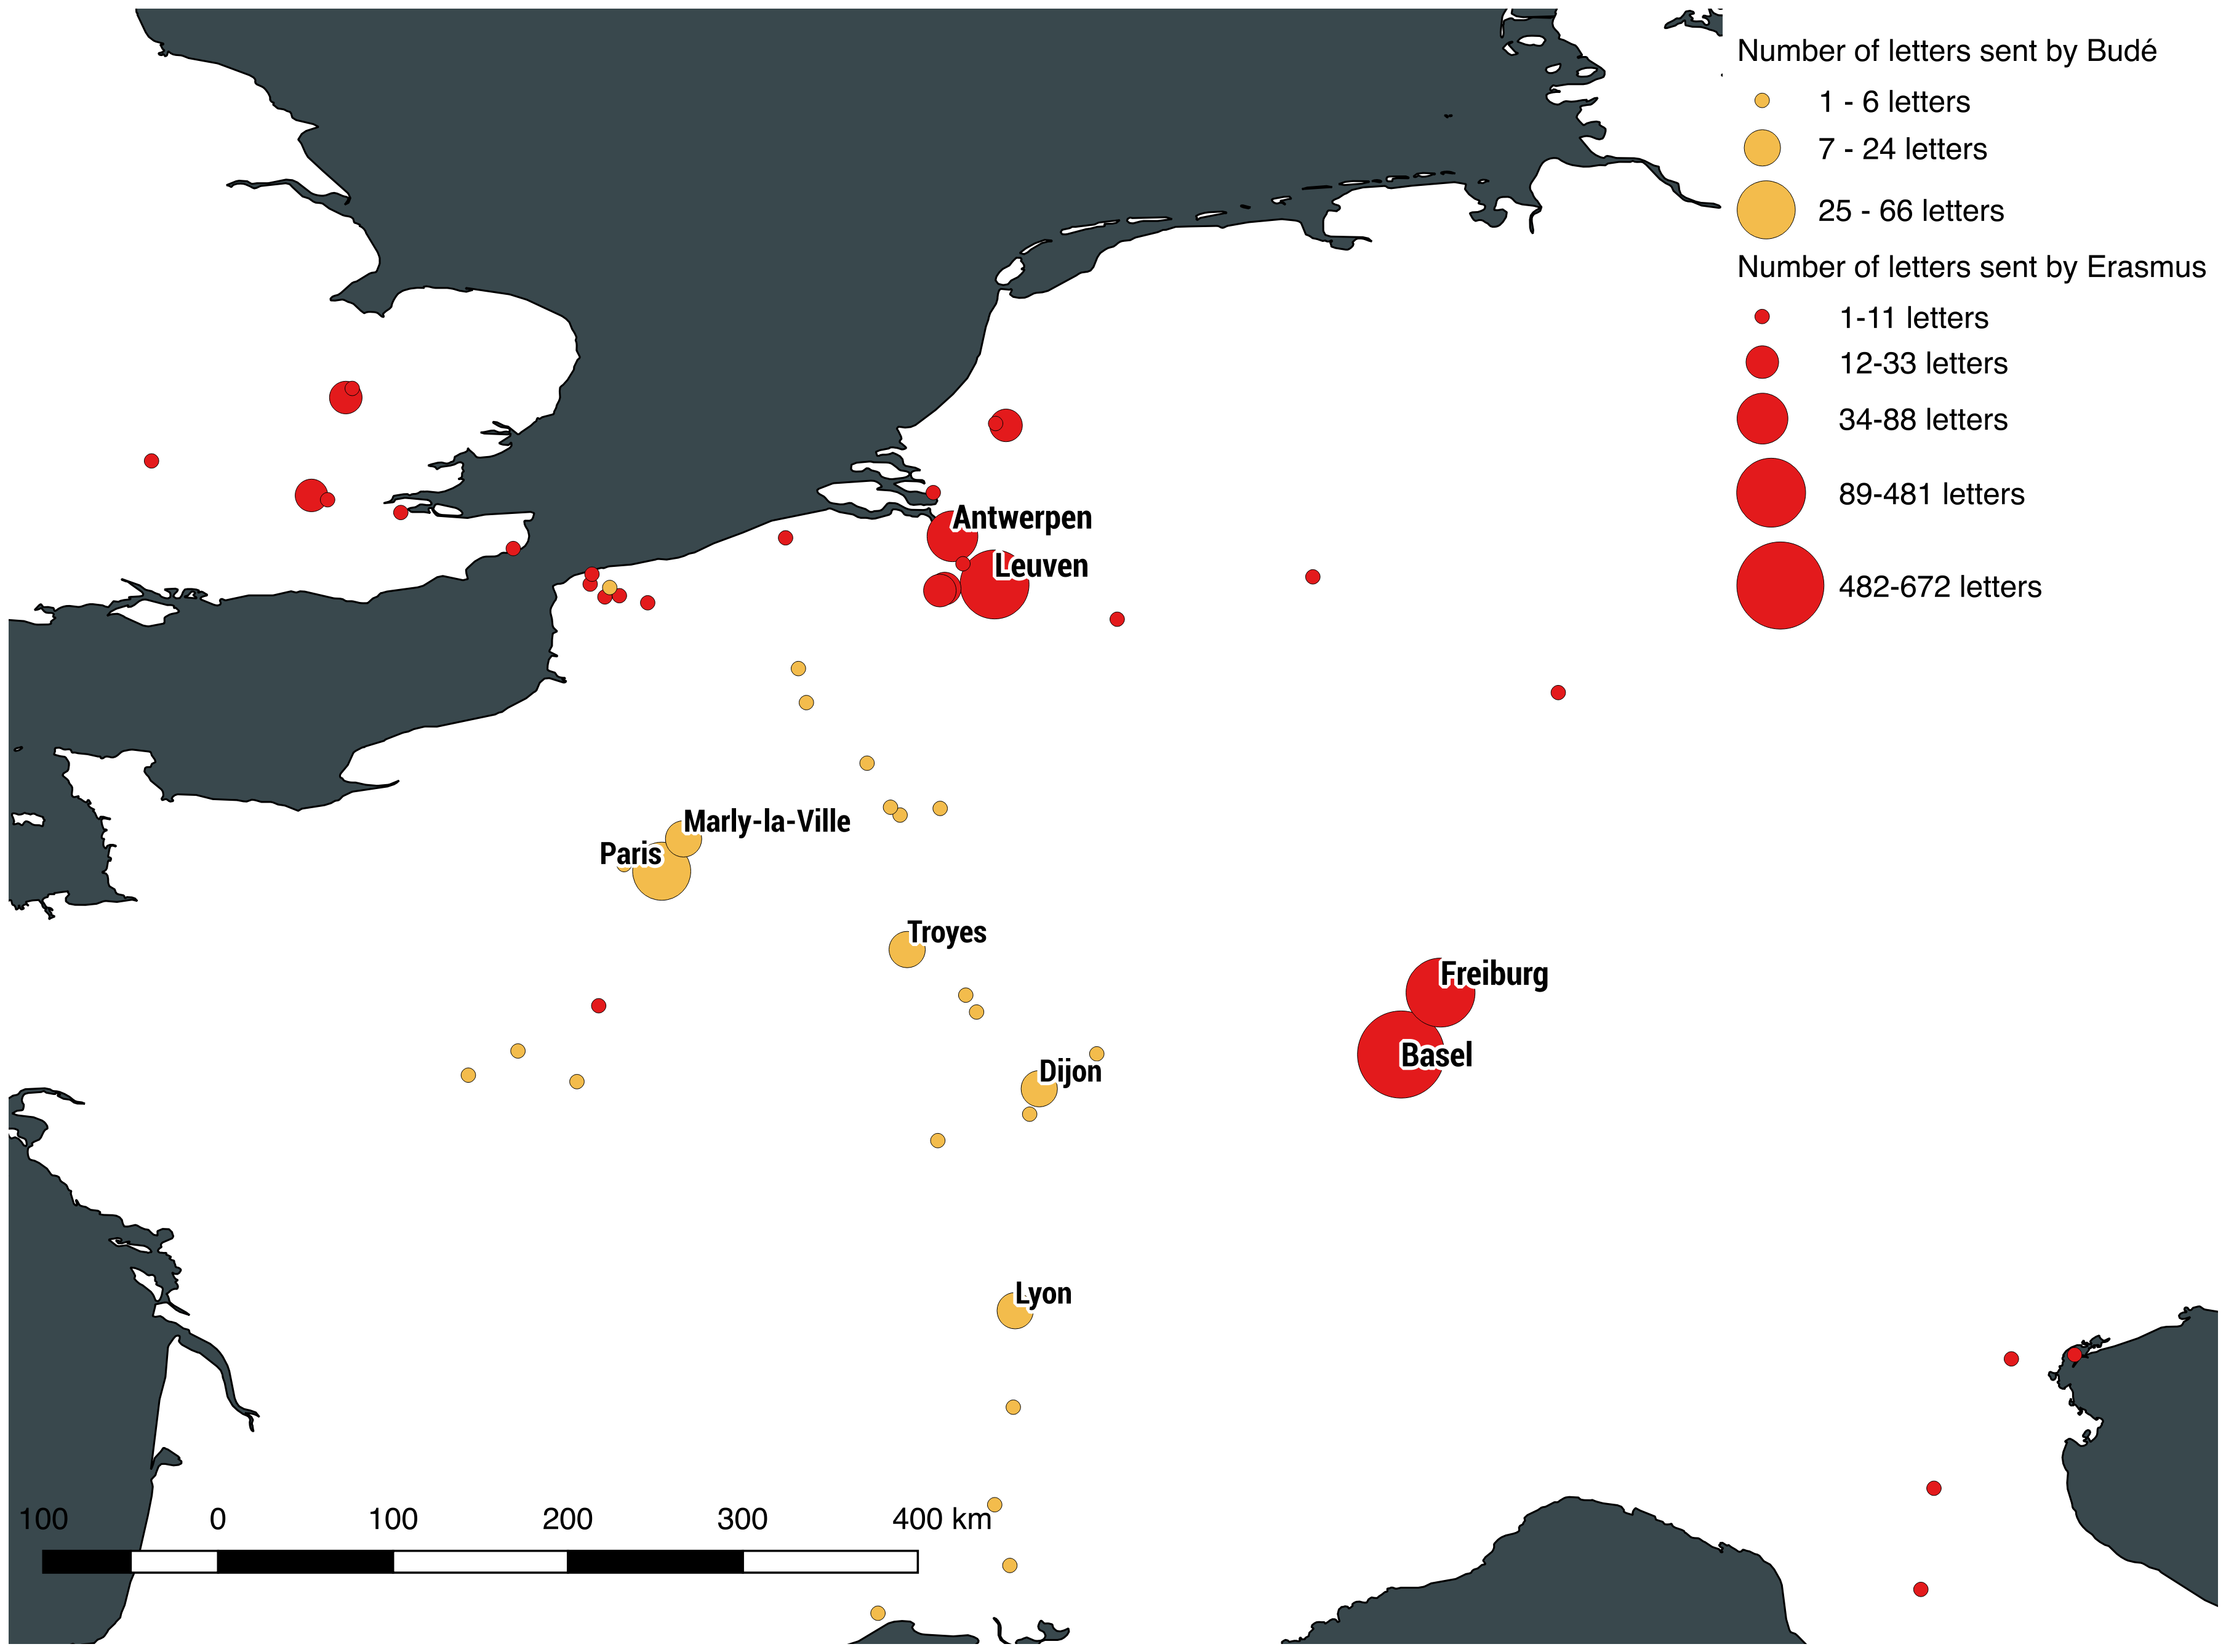 Number of letters sent by Budé
1 - 6 letters
7 - 24 letters
25 - 66 letters
Number of letters sent by Erasmus
1-11 letters
12-33 letters
34-88 letters
89-481 letters
482-672 letters
Antwerpen
Leuven
Marly-la-Ville
Paris
Troyes
Freiburg
Basel
Dijon
Lyon
100 0 100 200 300 400 km